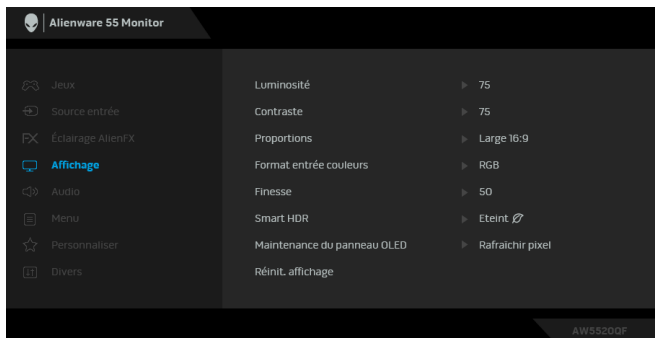 Alienware 55 Monitor
Jeux
Source entrée
FX Éclairage AlienFX
Affichage
Audio
Menu
Personnaliser
Divers
Luminosité 75
Contraste 75
Proportions Large 16:9
Format entrée couleurs RGB
Finesse 50
Smart HDR Eteint
Maintenance du panneau OLED Rafraîchir pixel
Réinit. affichage
AW5520QF